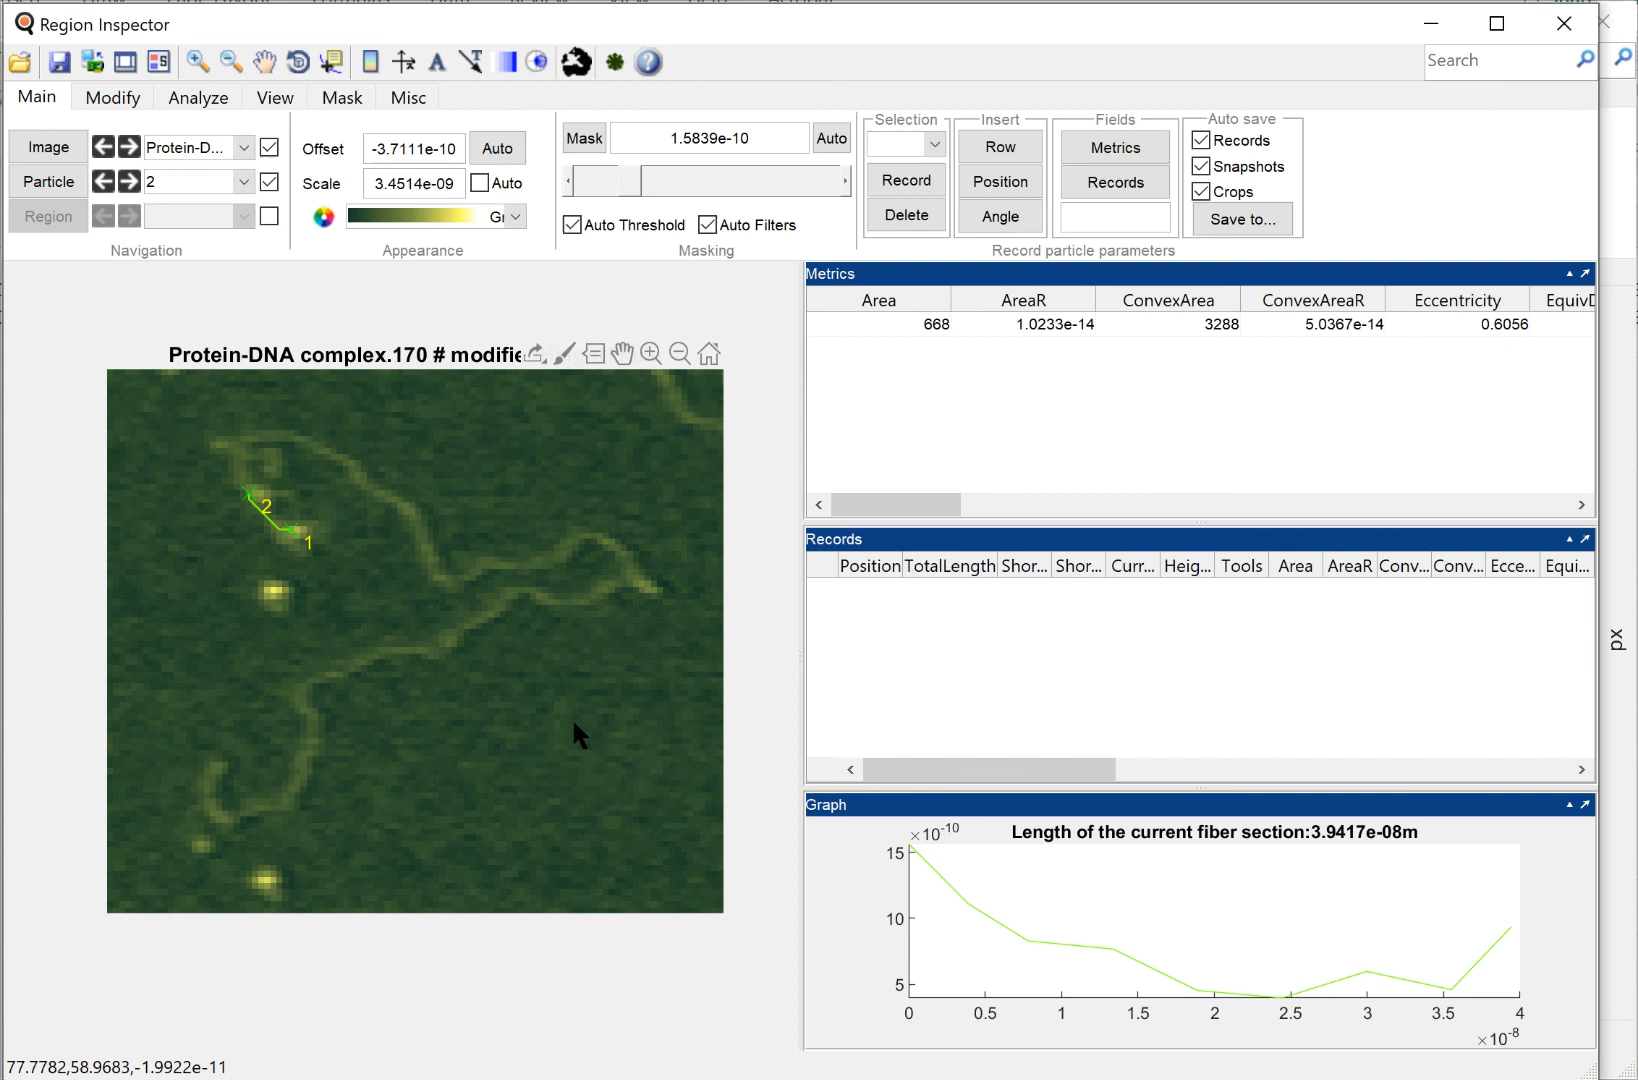 Region Inspector
Search
Main Modify Analyze View Mask Misc
Image Protein-D...
Particle 2
Region
Navigation
Offset -3.7111e-10 Auto
Scale 3.4514e-09 Auto
Appearance
Mask 1.5839e-10 Auto
Auto Threshold Auto Filters
Masking
Selection
Record
Delete
Insert
Row
Position
Angle
Fields
Metrics
Records
Auto save
Records
Snapshots
Crops
Save to...
Record particle parameters
Protein-DNA complex.170 # modifie
2
1
Metrics
Area AreaR ConvexArea ConvexAreaR Eccentricity EquivD
668 1.0233e-14 3288 5.0367e-14 0.6056
Records
Position TotalLength Shor... Shor... Curr... Heig... Tools Area AreaR Conv... Conv... Ecce... Equi...
Graph
×10-10
Length of the current fiber section:3.9417e-08m
15
10
5
0 0.5 1 1.5 2 2.5 3 3.5 4
×10-8
77.7782,58.9683,-1.9922e-11
xd